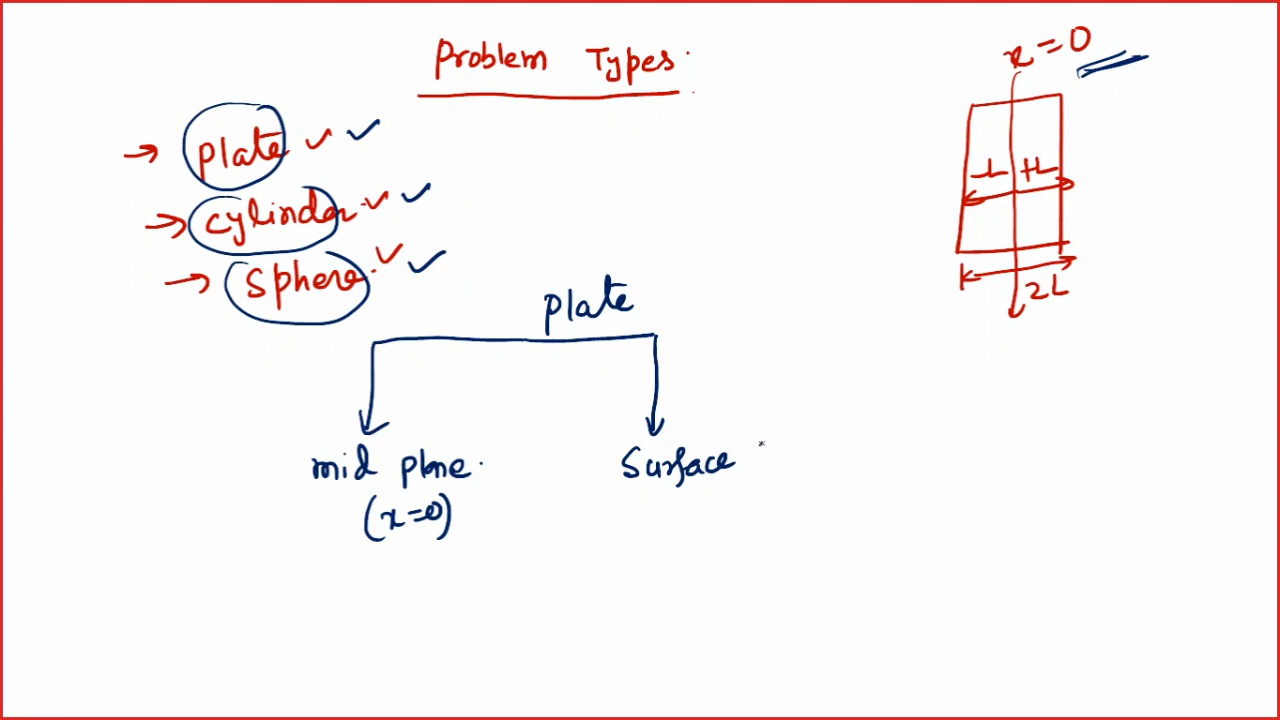 Problem Types
x = 0
→ plate ✓ ✓
→ cylinder ✓ ✓
→ Sphere ✓ ✓
-L +L
2L
plate
mid plane. Surface
(x=0)